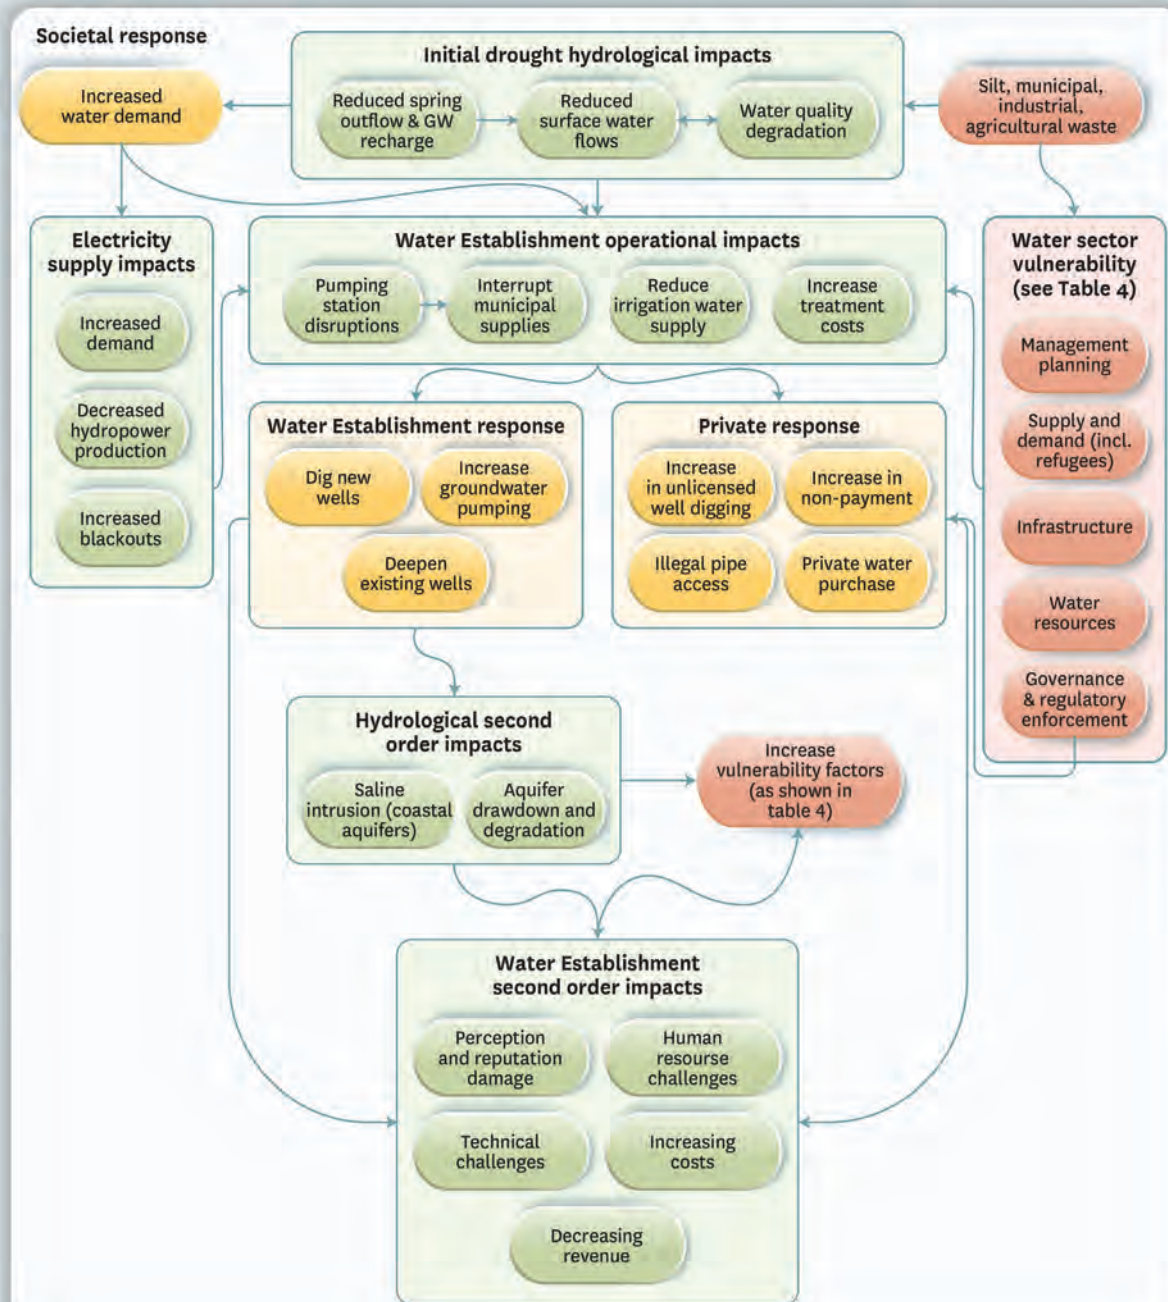 Societal response
Increased
water demand
Initial drought hydrological impacts
Reduced spring
outflow & GW
recharge
Reduced
surface water
flows
Water quality
degradation
Silt, municipal,
industrial,
agricultural waste
Electricity
supply impacts
Increased
demand
Decreased
hydropower
production
Increased
blackouts
Water Establishment operational impacts
Pumping
station
disruptions
Interrupt
municipal
supplies
Reduce
irrigation water
supply
Increase
treatment
costs
Water sector
vulnerability
(see Table 4)
Management
planning
Supply and
demand (incl.
refugees)
Infrastructure
Water
resources
Governance
& regulatory
enforcement
Water Establishment response
Dig new
wells
Increase
groundwater
pumping
Deepen
existing wells
Private response
Increase
in unlicensed
well digging
Increase in
non-payment
Illegal pipe
access
Private water
purchase
Hydrological second
order impacts
Saline
intrusion (coastal
aquifers)
Aquifer
drawdown and
degradation
Increase
vulnerability factors
(as shown in
table 4)
Water Establishment
second order impacts
Perception
and reputation
damage
Human
resourse
challenges
Technical
challenges
Increasing
costs
Decreasing
revenue